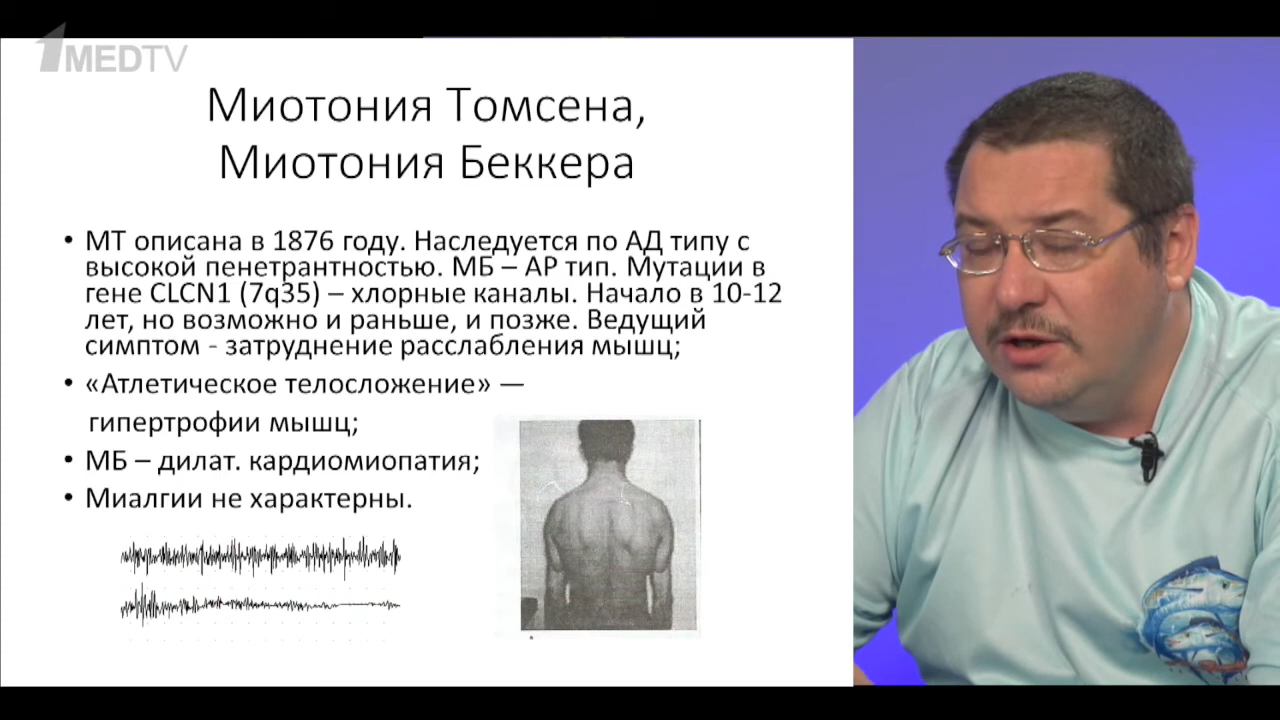 1MEDTV
Миотония Томсена,
Миотония Беккера
• МТ описана в 1876 году. Наследуется по АД типу с
высокой пенетрантностью. МБ – АР тип. Мутации в
гене CLCN1 (7q35) – хлорные каналы. Начало в 10-12
лет, но возможно и раньше, и позже. Ведущий
симптом - затруднение расслабления мышц;
• «Атлетическое телосложение» —
гипертрофии мышц;
• МБ – дилат. кардиомиопатия;
• Миалгии не характерны.